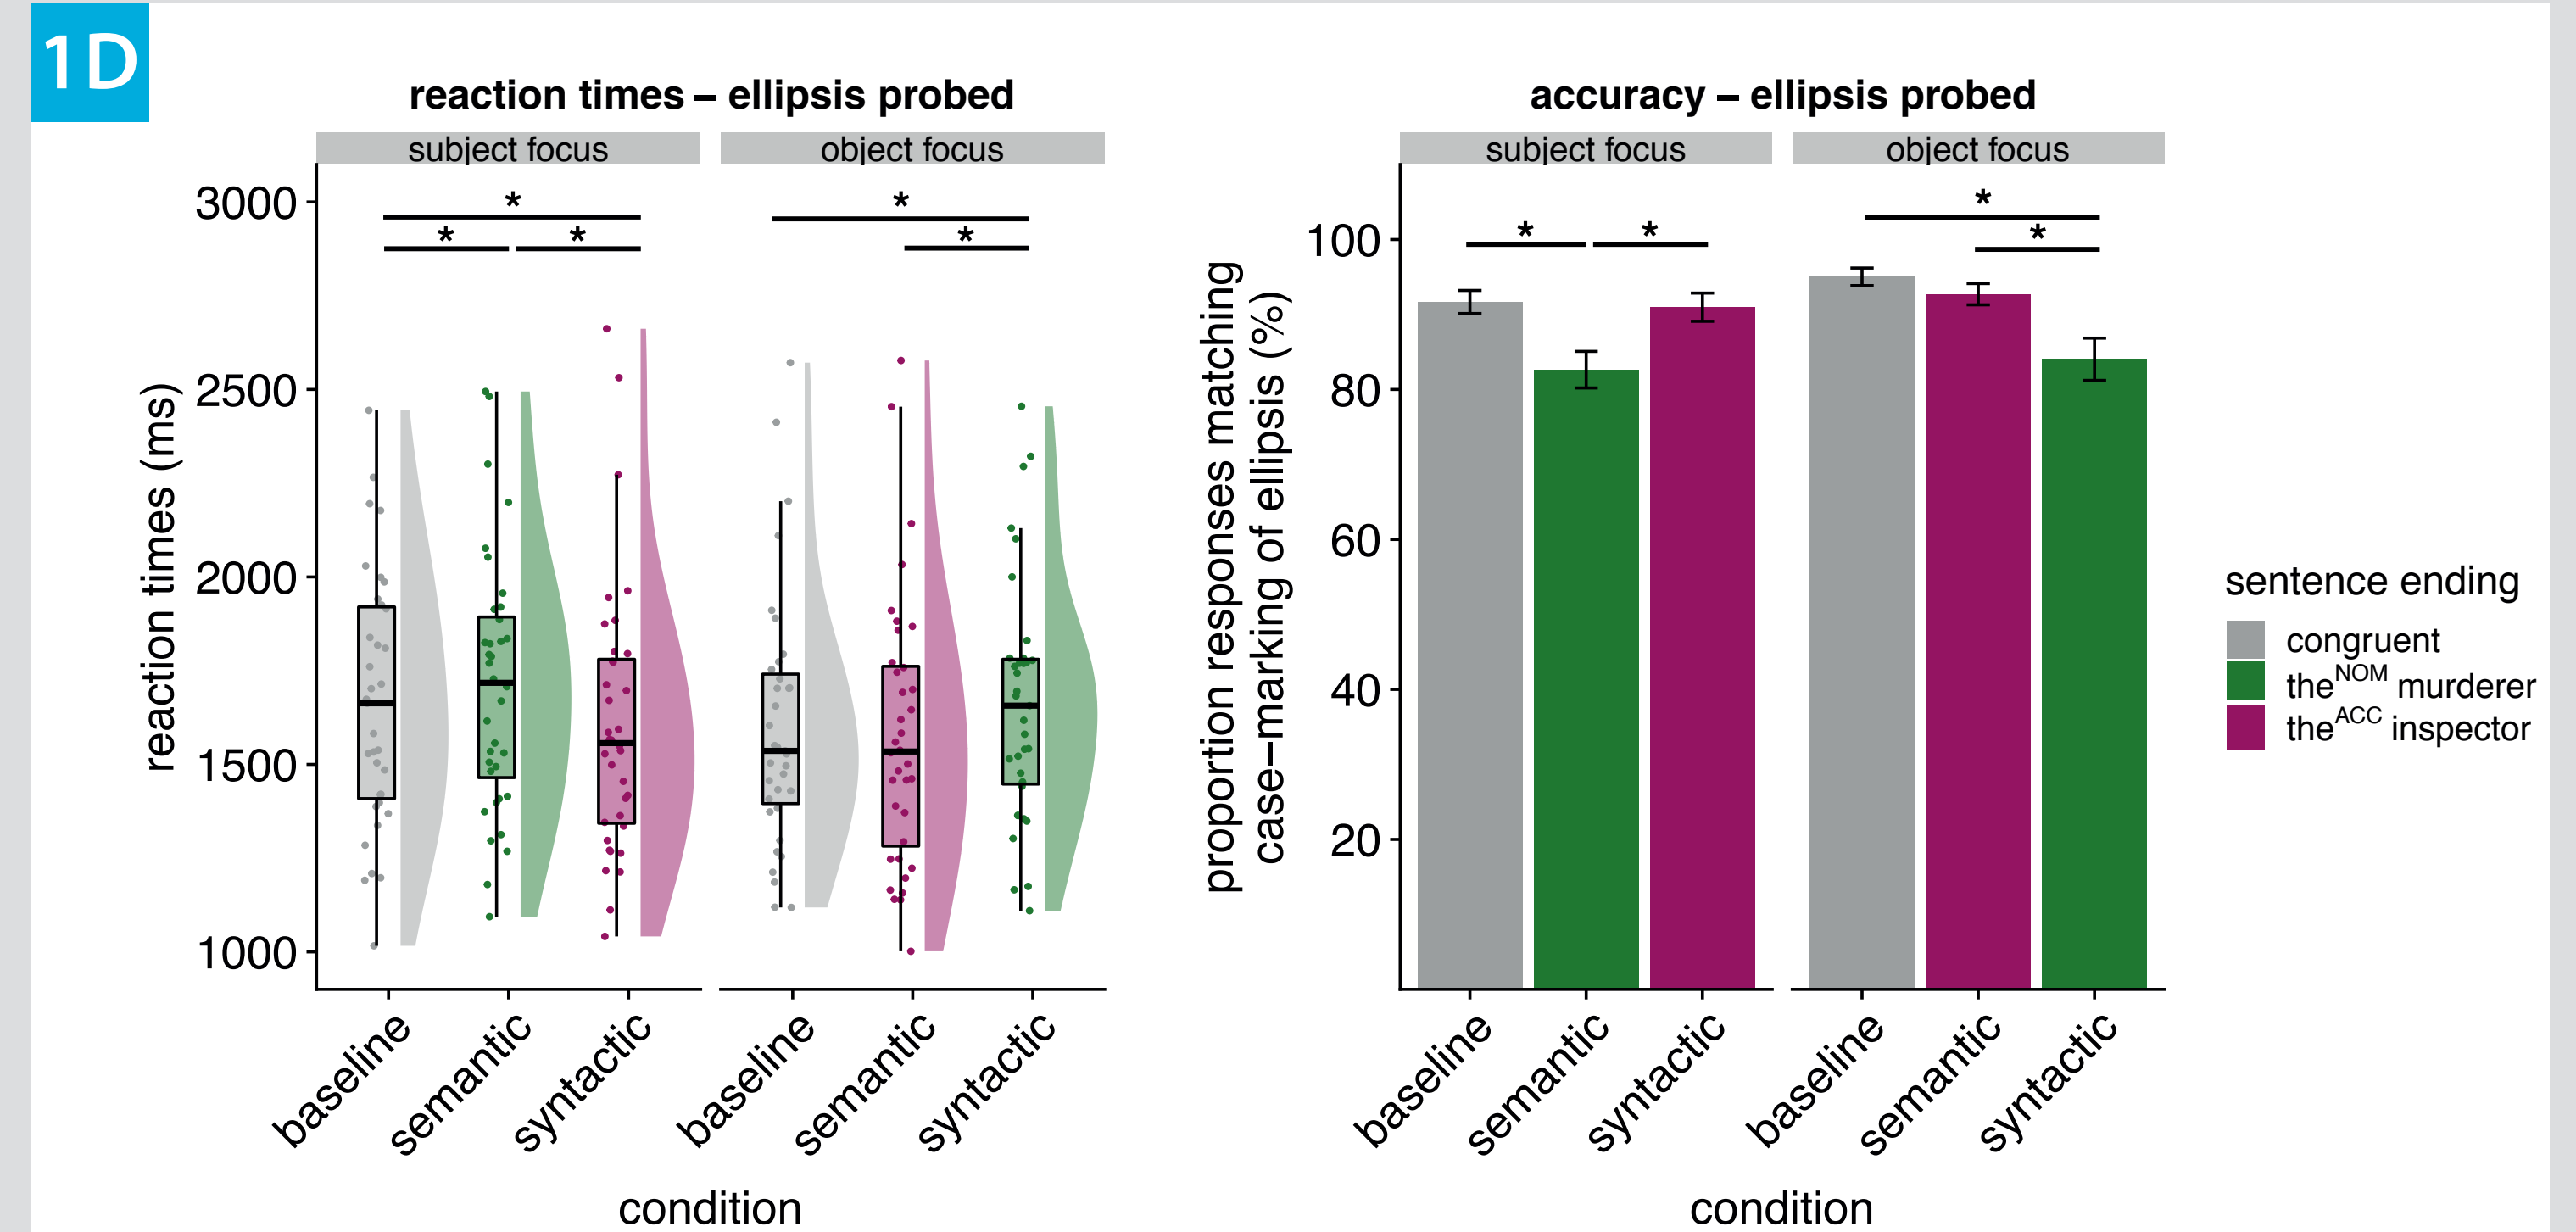 1D
reaction times – ellipsis probed
subject focus
object focus
reaction times (ms)
3000
2500
2000
1500
1000
*
*
*
*
*
baseline
semantic
syntactic
baseline
semantic
syntactic
condition
accuracy – ellipsis probed
subject focus
object focus
proportion responses matching
case–marking of ellipsis (%)
100
80
60
40
20
*
*
*
*
baseline
semantic
syntactic
baseline
semantic
syntactic
condition
sentence ending
congruent
the^NOM murderer
the^ACC inspector